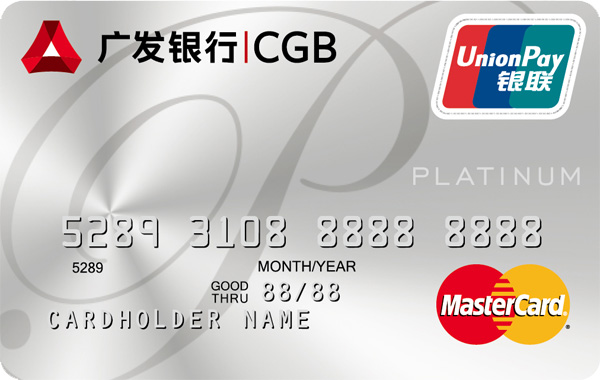 广发银行|CGB
UnionPay
银联
PLATINUM
5289 3108 8888 8888
5289
MONTH/YEAR
GOOD
THRU 88/88
CARDHOLDER NAME
MasterCard.